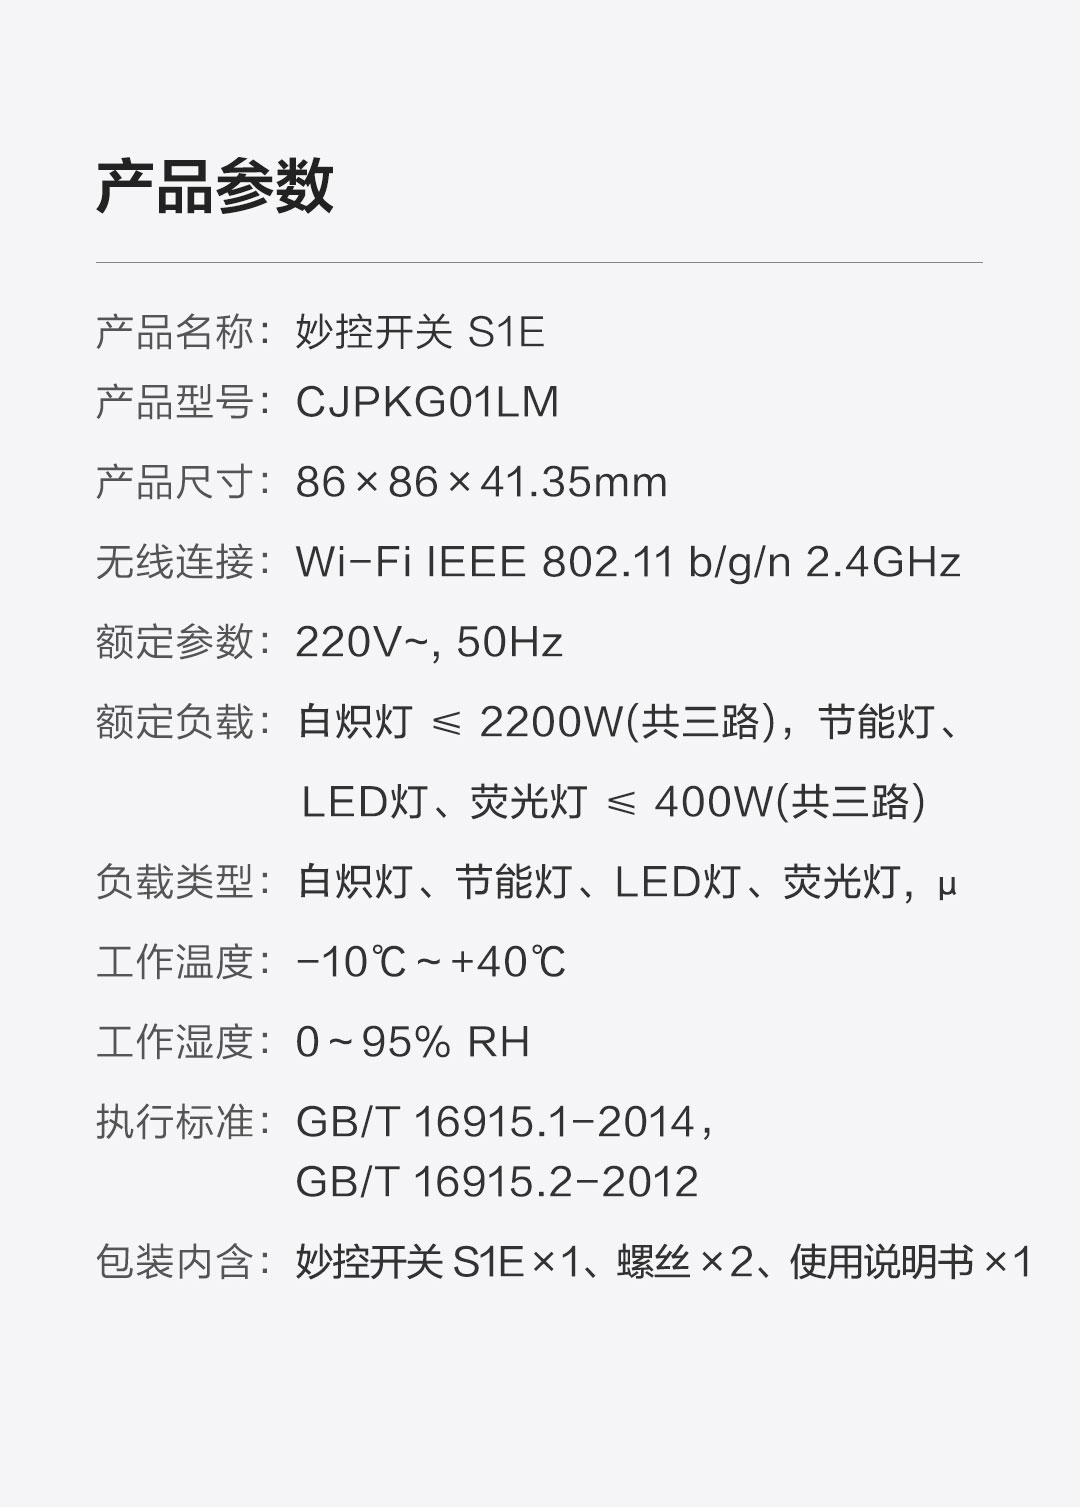 产品参数
产品名称：妙控开关 S1E
产品型号：CJPKG01LM
产品尺寸：86×86×41.35mm
无线连接：Wi-Fi IEEE 802.11 b/g/n 2.4GHz
额定参数：220V~, 50Hz
额定负载：白炽灯 ≤ 2200W(共三路)，节能灯、
LED灯、荧光灯 ≤ 400W(共三路)
负载类型：白炽灯、节能灯、LED灯、荧光灯，μ
工作温度：-10℃~+40℃
工作湿度：0~95% RH
执行标准：GB/T 16915.1-2014，
GB/T 16915.2-2012
包装内含：妙控开关 S1E×1、螺丝×2、使用说明书×1